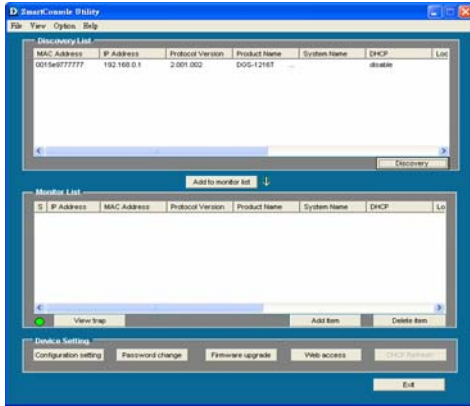 SmartConsole Utility
File View Option Help
Discovery List
MAC Address IP Address Protocol Version Product Name System Name DHCP Loc
0015e9777777 192.168.0.1 2.001.002 DGS-1216T ... disable
Discovery
Add to monitor list
Monitor List
S IP Address MAC Address Protocol Version Product Name System Name DHCP Lo
View trap Add Item Delete item
Device Setting
Configuration setting Password change Firmware upgrade Web access DHCP Refresh
Exit